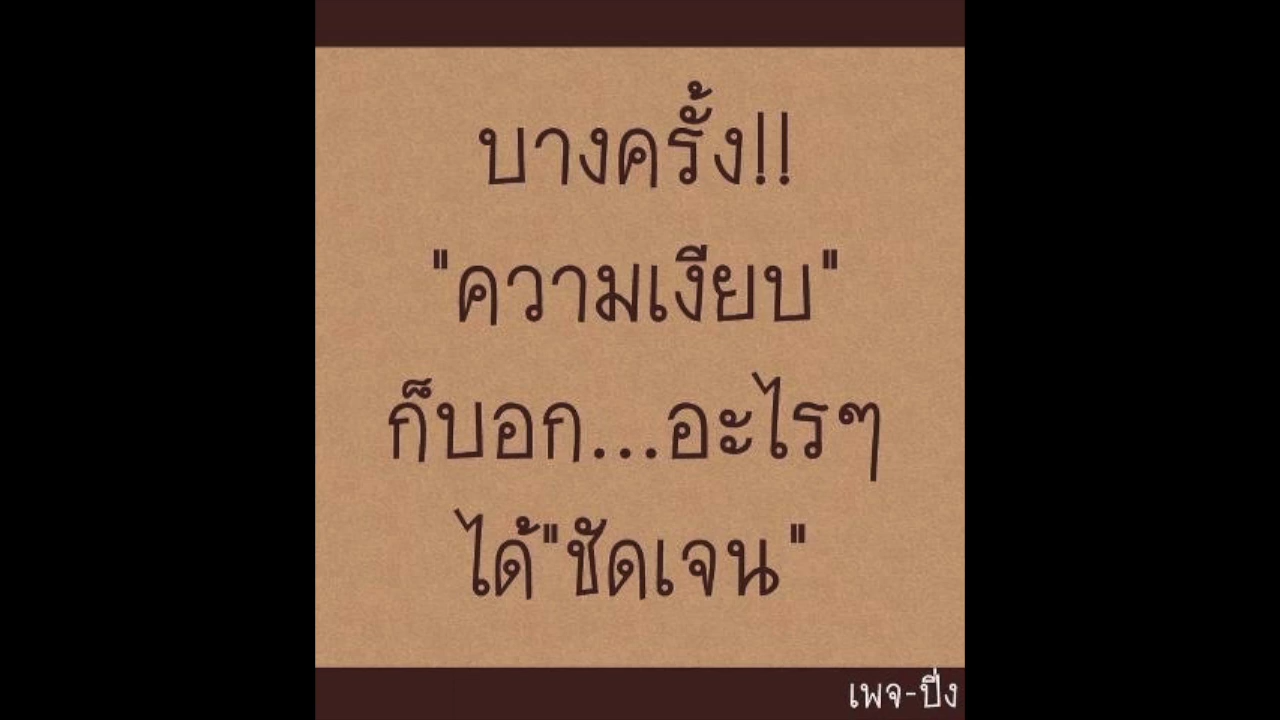 บางครั้ง!!
"ความเงียบ"
ก็บอก...อะไรๆ
ได้"ชัดเจน"
เพจ-ปิ่ง